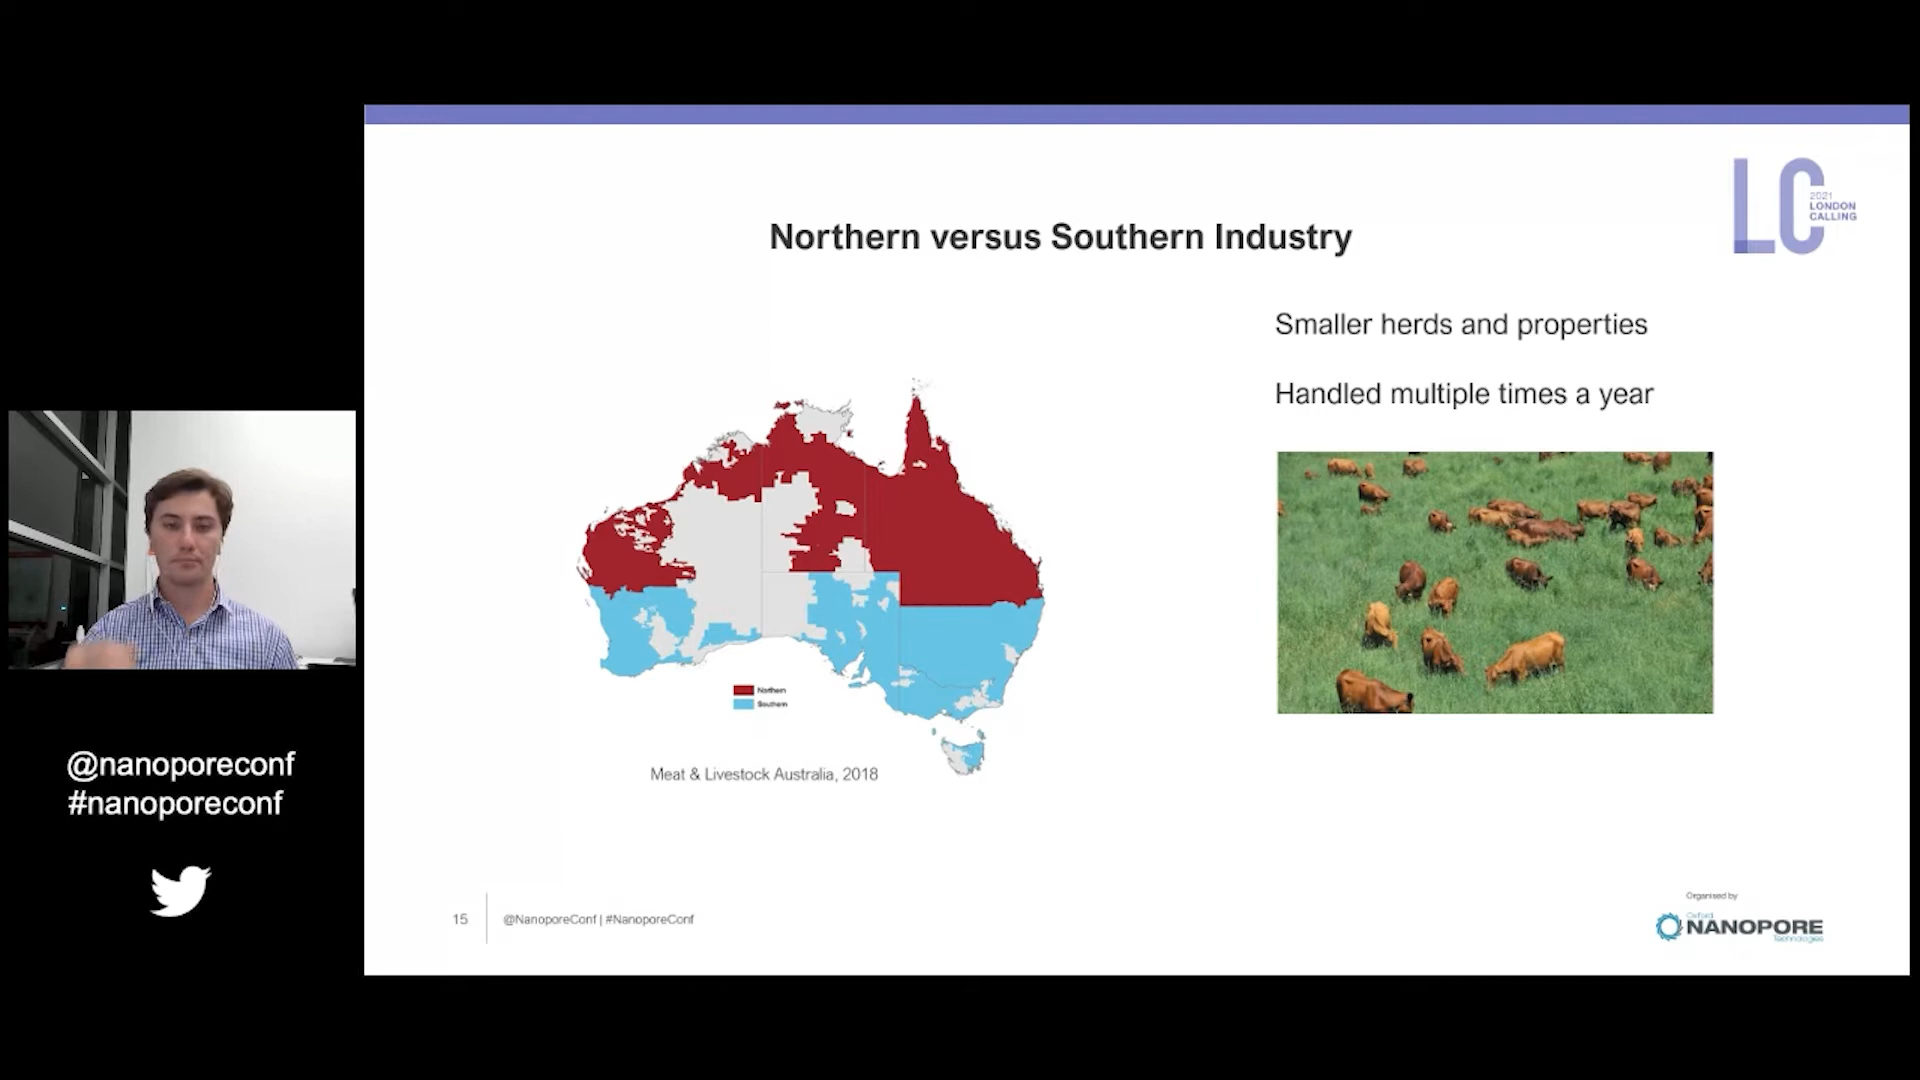 LC
2021
LONDON
CALLING
Northern versus Southern Industry
Smaller herds and properties
Handled multiple times a year
Northern
Southern
Meat & Livestock Australia, 2018
@nanoporeconf
#nanoporeconf
15
@NanoporeConf | #NanoporeConf
Organised by
Oxford
NANOPORE
Technologies